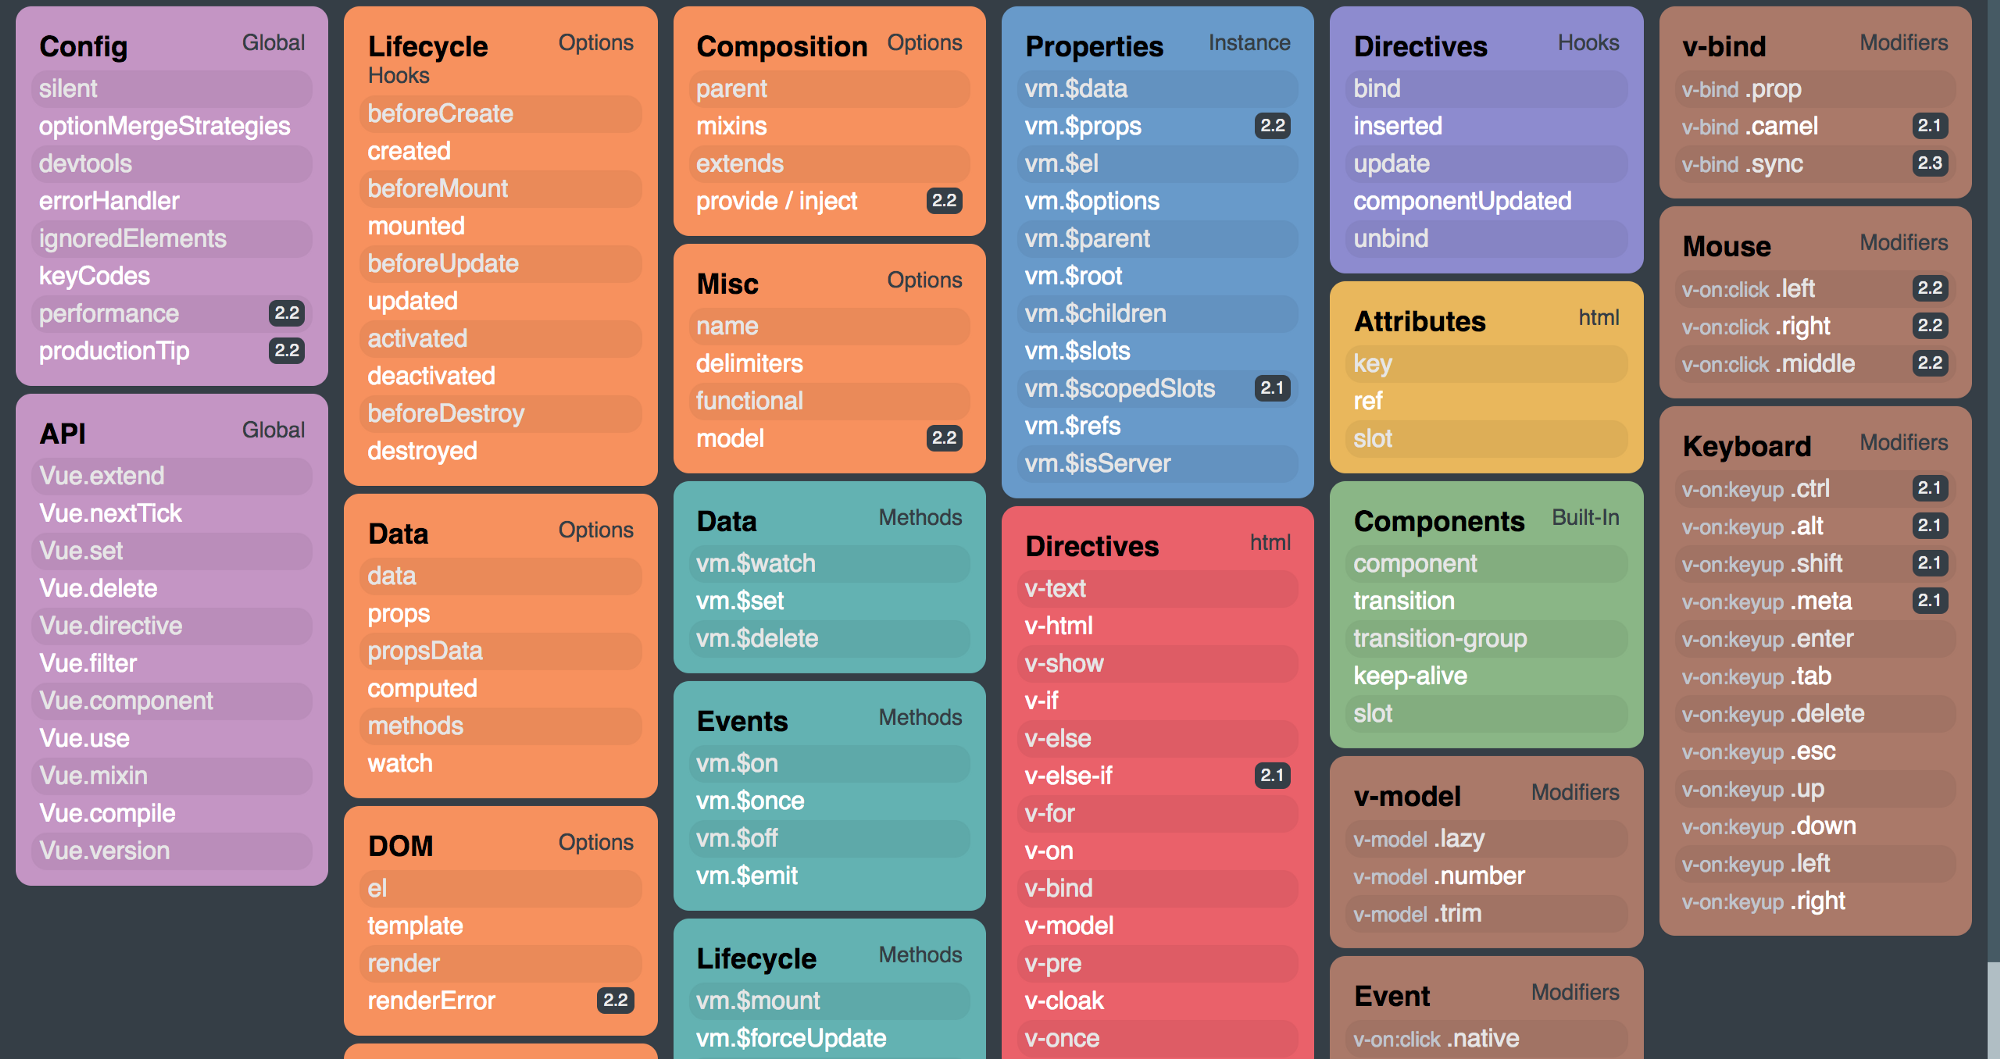 Config Global
silent
optionMergeStrategies
devtools
errorHandler
ignoredElements
keyCodes
performance 2.2
productionTip 2.2
API Global
Vue.extend
Vue.nextTick
Vue.set
Vue.delete
Vue.directive
Vue.filter
Vue.component
Vue.use
Vue.mixin
Vue.compile
Vue.version
Lifecycle Options
Hooks
beforeCreate
created
beforeMount
mounted
beforeUpdate
updated
activated
deactivated
beforeDestroy
destroyed
Data Options
data
props
propsData
computed
methods
watch
DOM Options
el
template
render
renderError 2.2
Composition Options
parent
mixins
extends
provide / inject 2.2
Misc Options
name
delimiters
functional
model 2.2
Data Methods
vm.$watch
vm.$set
vm.$delete
Events Methods
vm.$on
vm.$once
vm.$off
vm.$emit
Lifecycle Methods
vm.$mount
vm.$forceUpdate
Properties Instance
vm.$data
vm.$props 2.2
vm.$el
vm.$options
vm.$parent
vm.$root
vm.$children
vm.$slots
vm.$scopedSlots 2.1
vm.$refs
vm.$isServer
Directives html
v-text
v-html
v-show
v-if
v-else
v-else-if 2.1
v-for
v-on
v-bind
v-model
v-pre
v-cloak
v-once
Directives Hooks
bind
inserted
update
componentUpdated
unbind
Attributes html
key
ref
slot
Components Built-In
component
transition
transition-group
keep-alive
slot
v-model Modifiers
v-model .lazy
v-model .number
v-model .trim
Event Modifiers
v-on:click .native
v-bind Modifiers
v-bind .prop
v-bind .camel 2.1
v-bind .sync 2.3
Mouse Modifiers
v-on:click .left 2.2
v-on:click .right 2.2
v-on:click .middle 2.2
Keyboard Modifiers
v-on:keyup .ctrl 2.1
v-on:keyup .alt 2.1
v-on:keyup .shift 2.1
v-on:keyup .meta 2.1
v-on:keyup .enter
v-on:keyup .tab
v-on:keyup .delete
v-on:keyup .esc
v-on:keyup .up
v-on:keyup .down
v-on:keyup .left
v-on:keyup .right